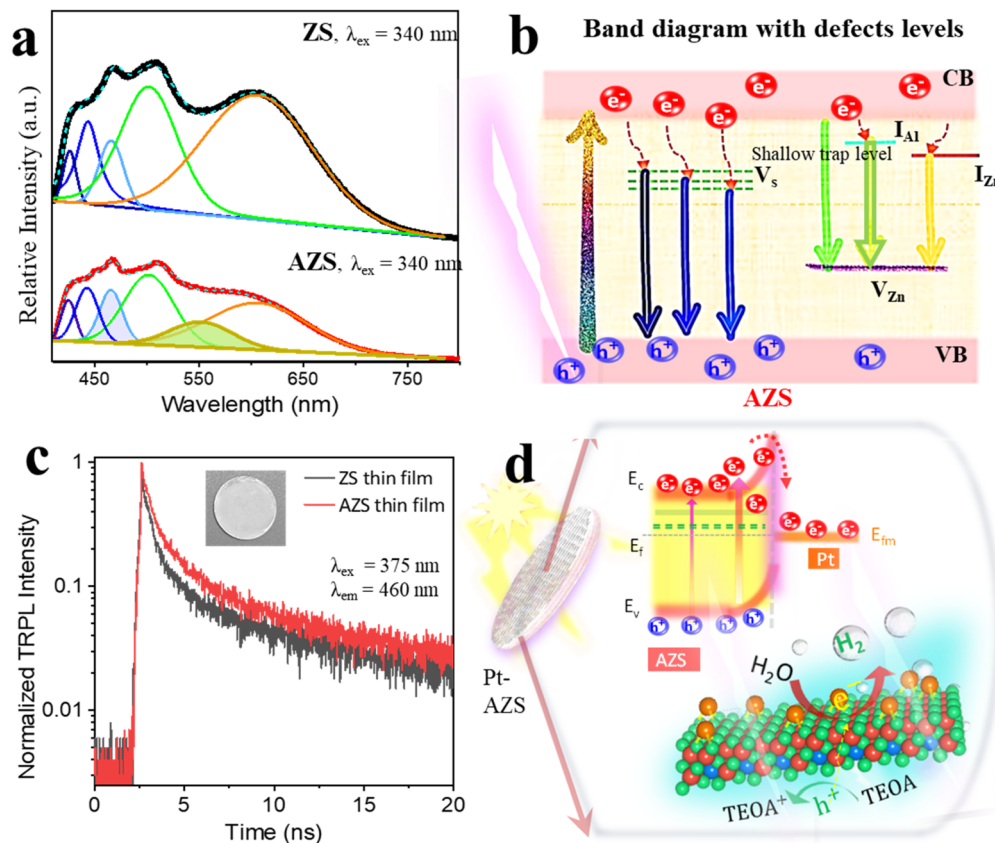 a
ZS, λex = 340 nm
AZS, λex = 340 nm
Relative Intensity (a.u.)
450 550 650 750
Wavelength (nm)
b
Band diagram with defects levels
CB
e⁻ e⁻ e⁻ e⁻ e⁻ e⁻
IAl
Shallow trap level
Vs
IZn
VZn
h⁺ h⁺ h⁺ h⁺ h⁺ h⁺
VB
AZS
c
ZS thin film
AZS thin film
λex = 375 nm
λem = 460 nm
Normalized TRPL Intensity
1
0.1
0.01
0 5 10 15 20
Time (ns)
d
Pt-
AZS
Ec
e⁻ e⁻ e⁻ e⁻ e⁻ e⁻ e⁻
e⁻ e⁻ e⁻
Ef
Efm
Pt
Ev
h⁺ h⁺ h⁺ h⁺
AZS
H₂
H₂O
e⁻
TEOA⁺ h⁺ TEOA